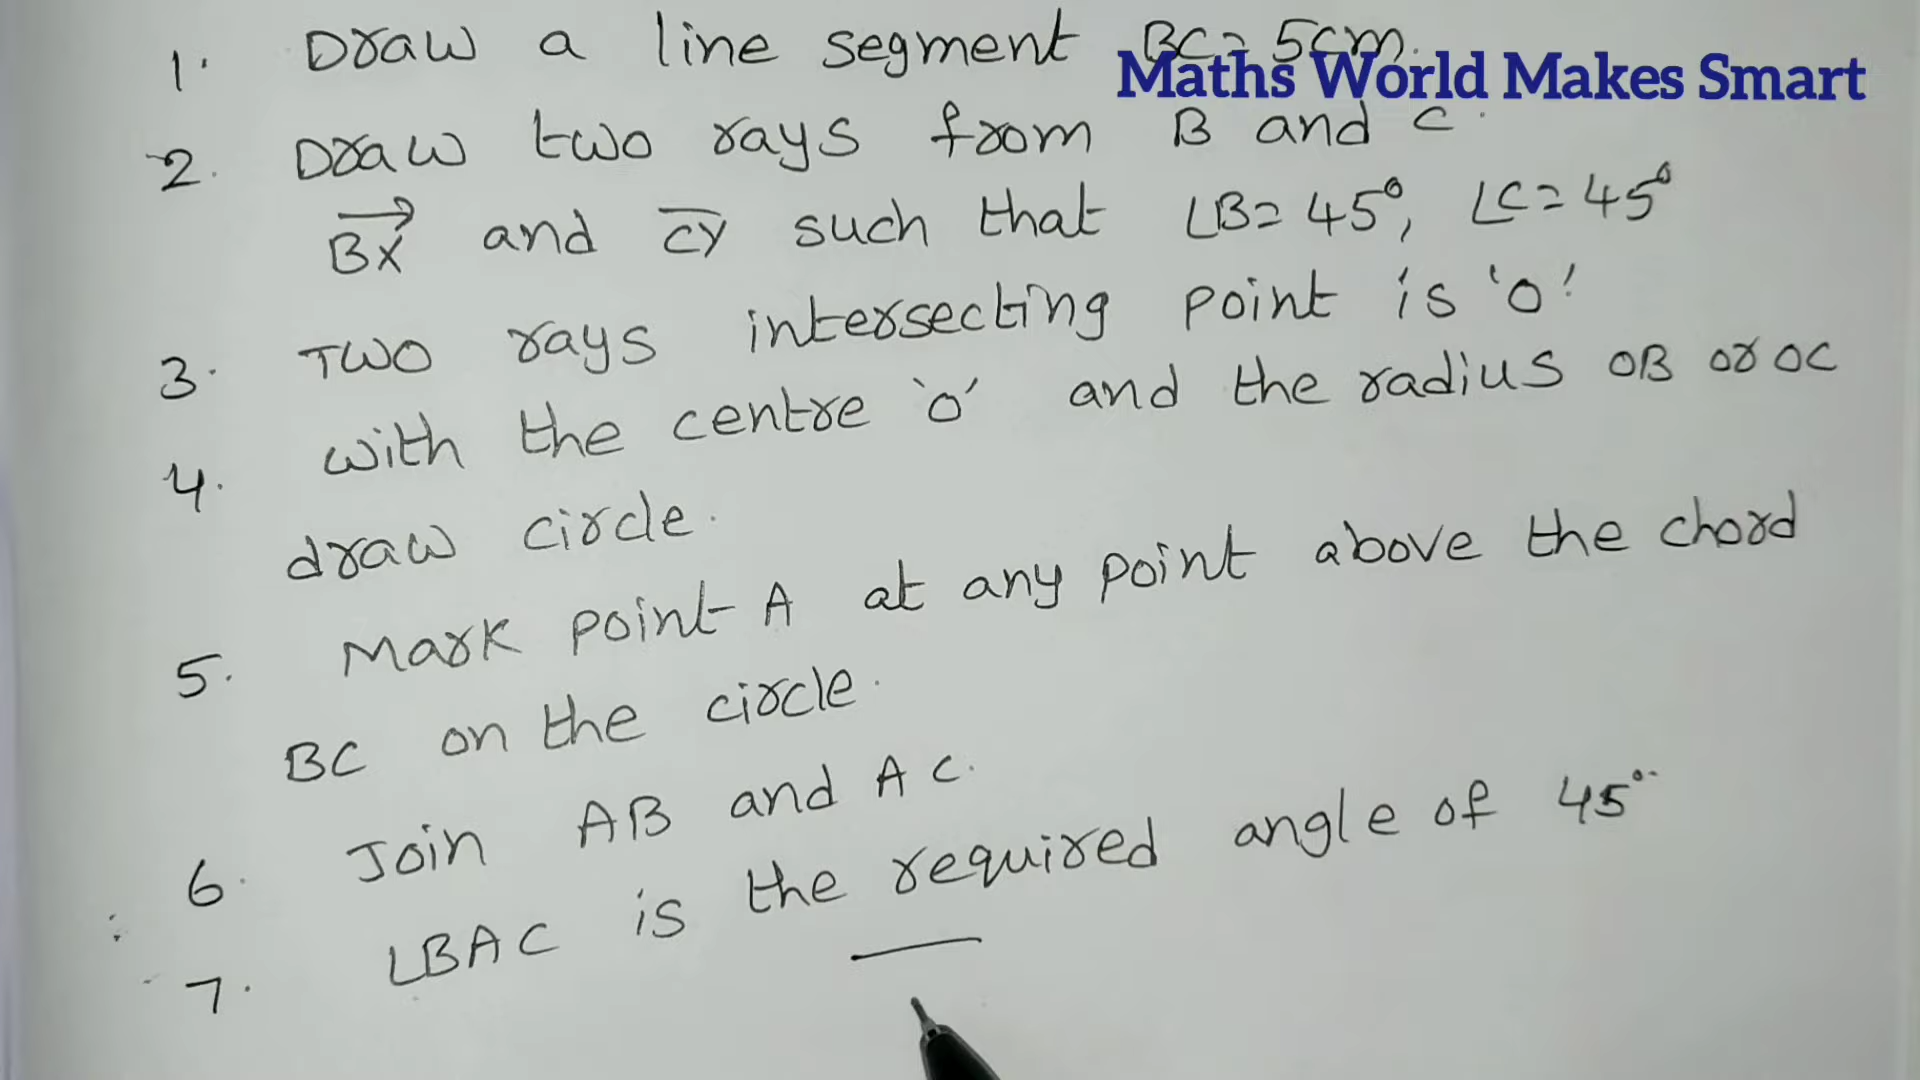 1. Draw a line segment BC = 5cm.
Maths World Makes Smart
2. Draw two rays from B and C.
BX and CY such that ∠B = 45°, ∠C = 45°
3. Two rays intersecting point is 'O'
4. with the centre 'O' and the radius OB or OC
draw circle.
5. Mark point A at any point above the chord
BC on the circle.
6. Join AB and AC.
7. ∠BAC is the required angle of 45°